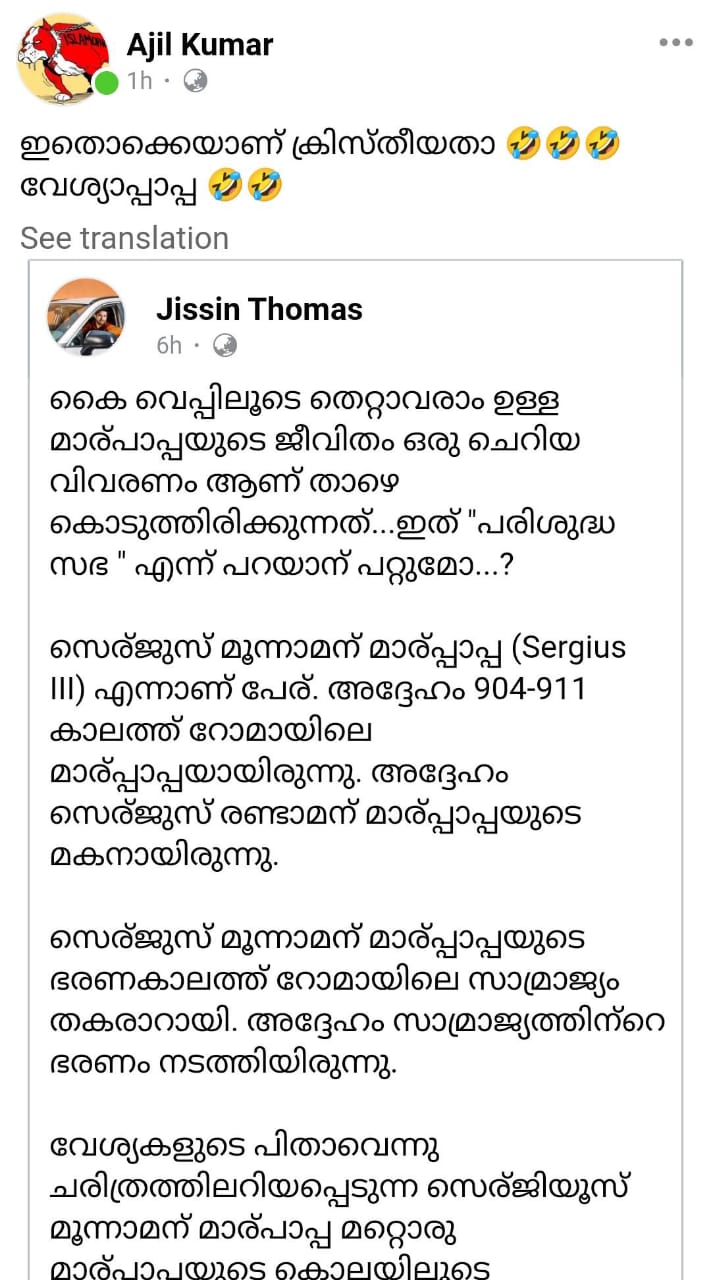 Ajil Kumar
1h ·
ഇതൊക്കെയാണ് ക്രിസ്തീയതാ 🤣🤣🤣
വേശ്യാപ്പാപ്പ 🤣🤣
See translation
Jissin Thomas
6h ·
കൈ വെപ്പിലൂടെ തെറ്റാവരാം ഉള്ള
മാര്പാപ്പയുടെ ജീവിതം ഒരു ചെറിയ
വിവരണം ആണ് താഴെ
കൊടുത്തിരിക്കുന്നത്...ഇത് "പരിശുദ്ധ
സഭ " എന്ന് പറയാന് പറ്റുമോ...?
സെര്ജുസ് മൂന്നാമന് മാര്പ്പാപ്പ (Sergius
III) എന്നാണ് പേര്. അദ്ദേഹം 904-911
കാലത്ത് റോമായിലെ
മാര്പ്പാപ്പയായിരുന്നു. അദ്ദേഹം
സെര്ജുസ് രണ്ടാമന് മാര്പ്പാപ്പയുടെ
മകനായിരുന്നു.
സെര്ജുസ് മൂന്നാമന് മാര്പ്പാപ്പയുടെ
ഭരണകാലത്ത് റോമായിലെ സാമ്രാജ്യം
തകരാറായി. അദ്ദേഹം സാമ്രാജ്യത്തിന്റെ
ഭരണം നടത്തിയിരുന്നു.
വേശ്യകളുടെ പിതാവെന്നു
ചരിത്രത്തിലറിയപ്പെടുന്ന സെര്ജിയൂസ്
മൂന്നാമന് മാര്പാപ്പ മറ്റൊരു
മാര്പാപ്പയുടെ കൊലയിലൂടെ